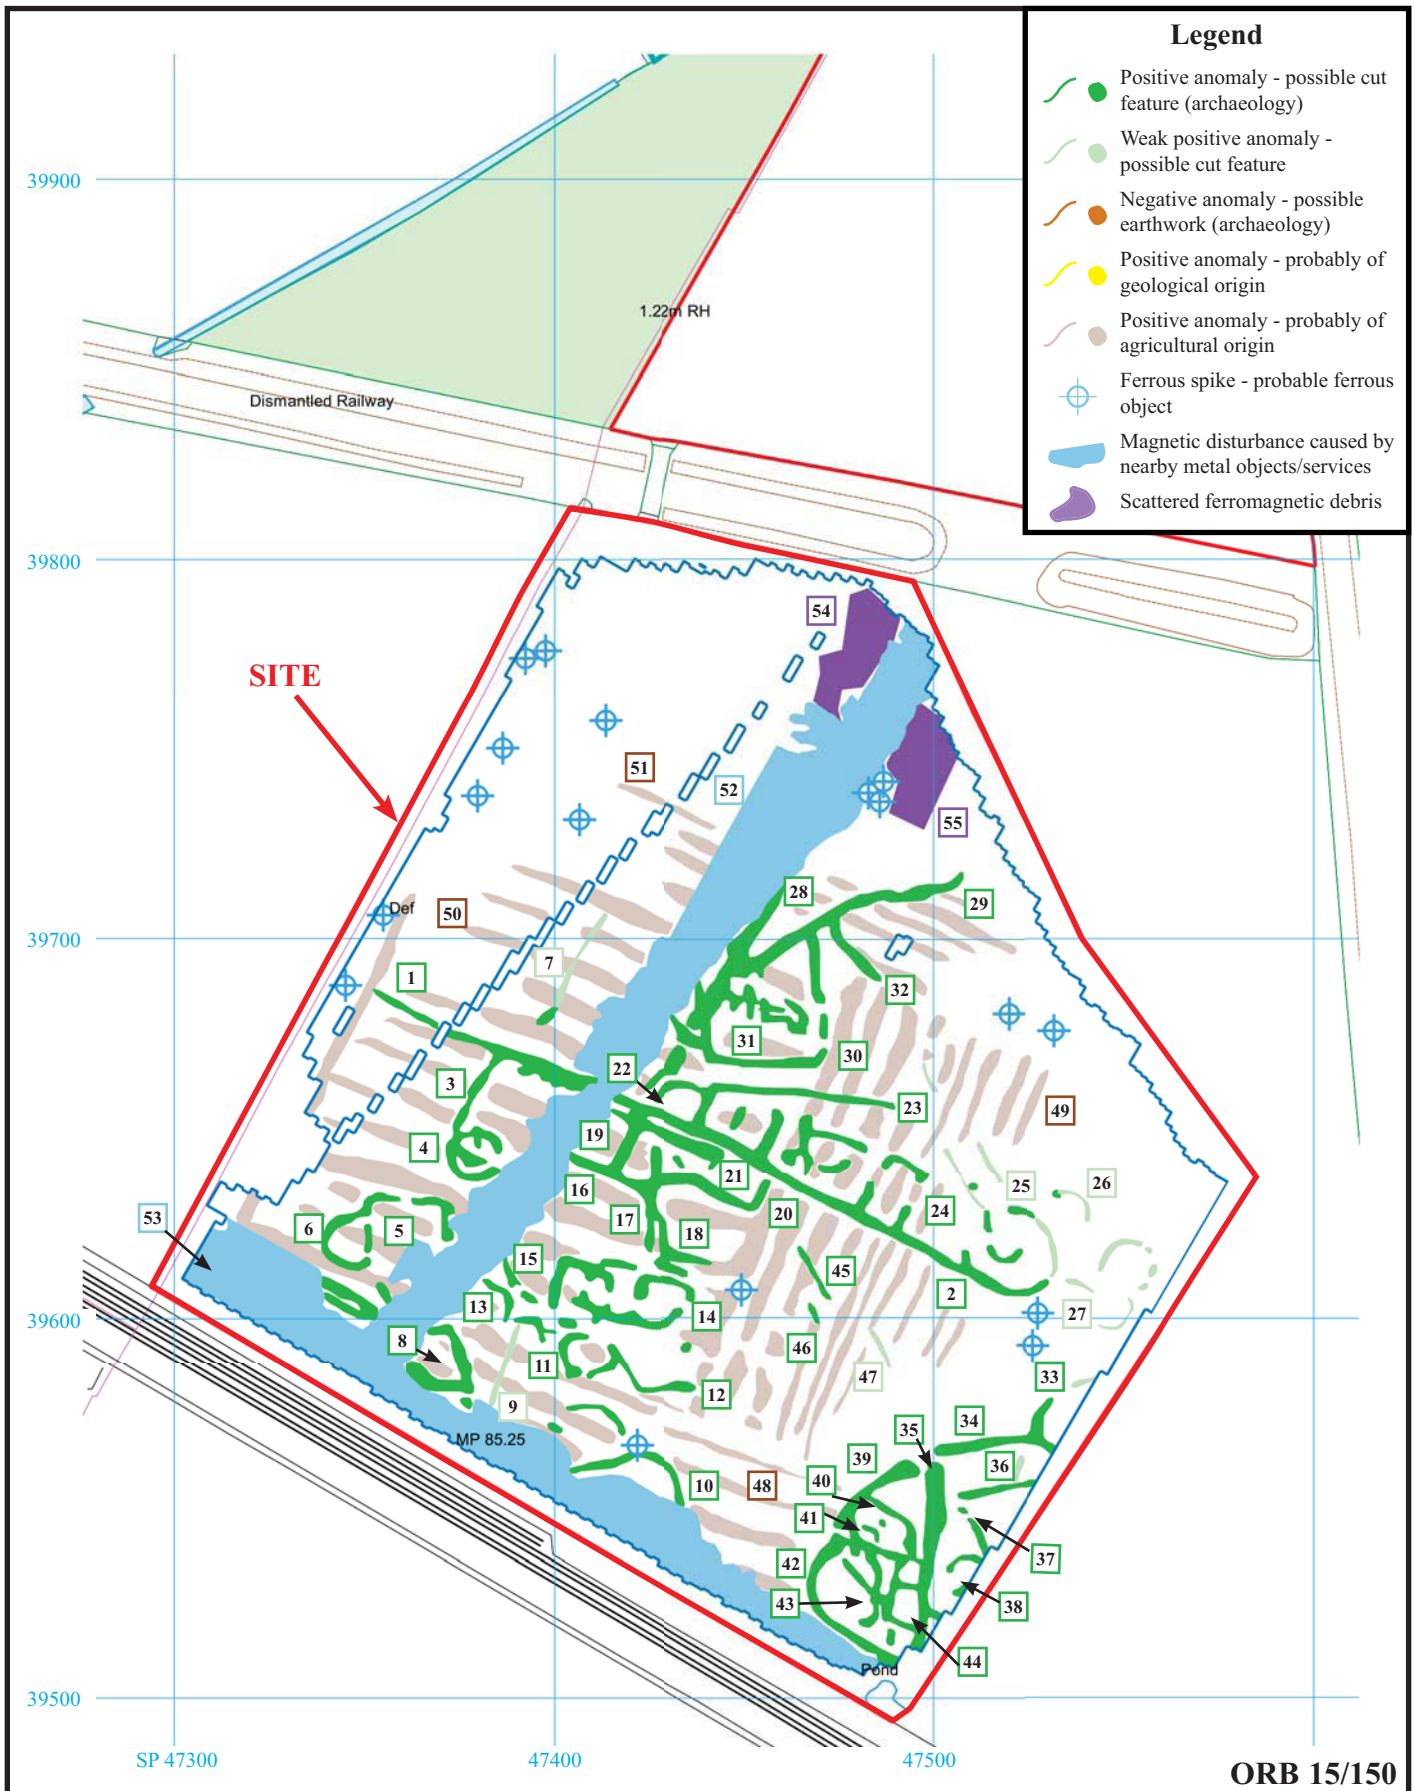 Legend
Positive anomaly - possible cut
feature (archaeology)
Weak positive anomaly -
possible cut feature
Negative anomaly - possible
earthwork (archaeology)
Positive anomaly - probably of
geological origin
Positive anomaly - probably of
agricultural origin
Ferrous spike - probable ferrous
object
Magnetic disturbance caused by
nearby metal objects/services
Scattered ferromagnetic debris
39900
1.22m RH
Dismantled Railway
39800
54
SITE
51
52
55
28
29
Def
50
39700
7
1
32
31
30
22
3
23
49
19
4
21
25
26
16
20
24
53
17
6
5
18
15
45
2
13
14
27
39600
8
46
11
33
47
12
9
34
35
MP 85.25
39
36
40
10
48
41
37
42
43
38
44
Pond
39500
SP 47300
47400
47500
ORB 15/150